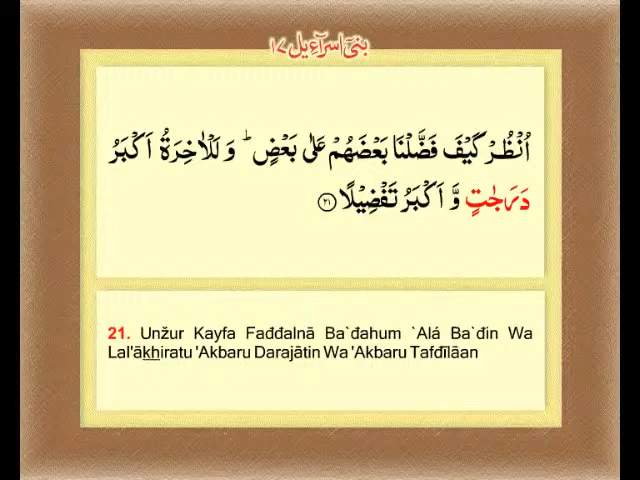 بنیٓ اسرآءیل ١٧
اُنْظُرْ كَیْفَ فَضَّلْنَا بَعْضَهُمْ عَلٰی بَعْضٍ ؕ وَ لَلْاٰخِرَةُ اَكْبَرُ
دَرَجٰتٍ وَّ اَكْبَرُ تَفْضِیْلًا ﴿۲۱﴾
21. Unžur Kayfa Fađđalnā Ba`đahum `Alá Ba`đin Wa
Lal'ākhiratu 'Akbaru Darajātin Wa 'Akbaru Tafđīlāan